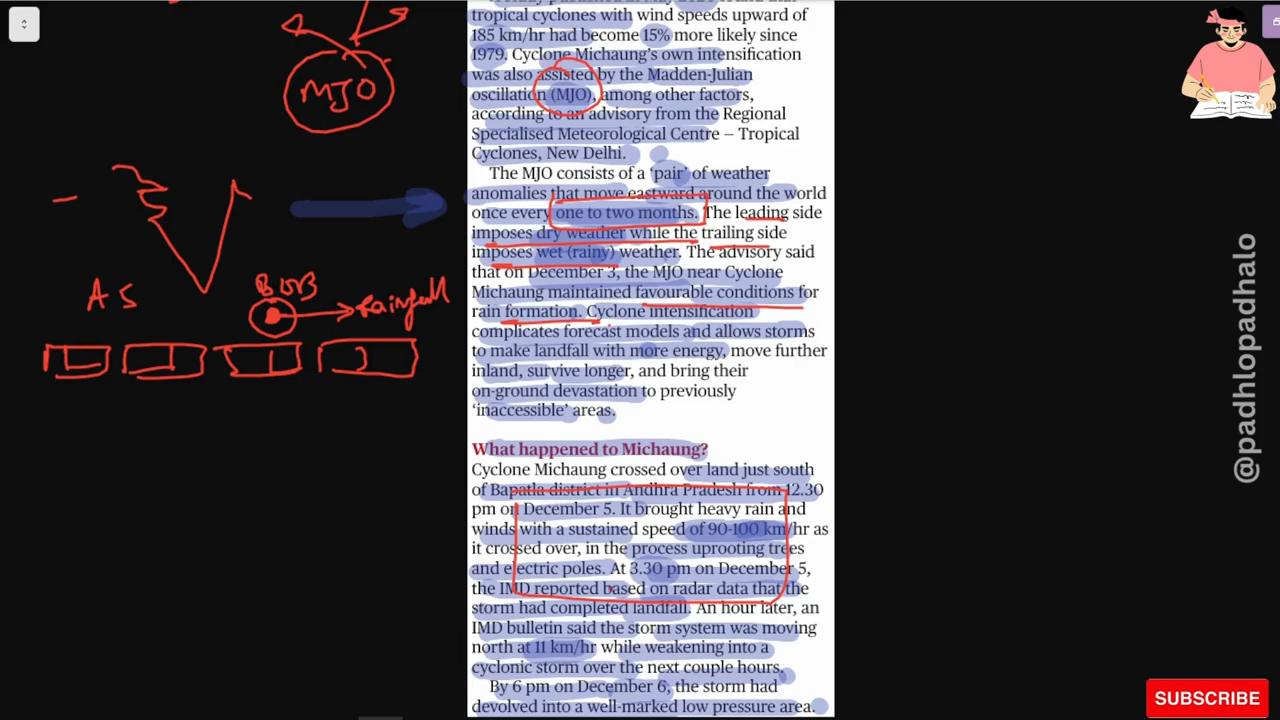 MJO
A S
BOB
Rainfall
tropical cyclones with wind speeds upward of
185 km/hr had become 15% more likely since
1979. Cyclone Michaung's own intensification
was also assisted by the Madden-Julian
oscillation (MJO), among other factors,
according to an advisory from the Regional
Specialised Meteorological Centre – Tropical
Cyclones, New Delhi.
The MJO consists of a 'pair' of weather
anomalies that move eastward around the world
once every one to two months. The leading side
imposes dry weather while the trailing side
imposes wet (rainy) weather. The advisory said
that on December 3, the MJO near Cyclone
Michaung maintained favourable conditions for
rain formation. Cyclone intensification
complicates forecast models and allows storms
to make landfall with more energy, move further
inland, survive longer, and bring their
on-ground devastation to previously
'inaccessible' areas.
What happened to Michaung?
Cyclone Michaung crossed over land just south
of Bapatla district in Andhra Pradesh from 12.30
pm on December 5. It brought heavy rain and
winds with a sustained speed of 90-100 km/hr as
it crossed over, in the process uprooting trees
and electric poles. At 3.30 pm on December 5,
the IMD reported based on radar data that the
storm had completed landfall. An hour later, an
IMD bulletin said the storm system was moving
north at 11 km/hr while weakening into a
cyclonic storm over the next couple hours.
By 6 pm on December 6, the storm had
devolved into a well-marked low pressure area.
@padhlopadhalo
SUBSCRIBE